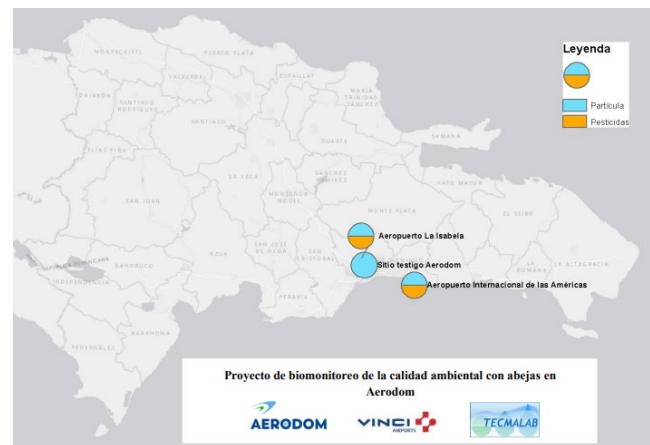 MONTECRISTI
PUERTO PLATA
VALVERDE
ESPAILLAT
DAJABÓN
SANTIAGO
RODRÍGUEZ
SANTIAGO
MARÍA
TRINIDAD
SÁNCHEZ
DUARTE
SAMANÁ
ELÍAS PIÑA
LA VEGA
SÁNCHEZ
RAMÍREZ
MONSEÑOR
NOUEL
HATO MAYOR
SAN JUAN
MONTE PLATA
EL SEIBO
AZUA
SAN JOSÉ
DE OCOA
SAN
CRISTÓBAL
LA
ROMANA
LA ALTAGRACIA
REPÚBLICA DOMINICANA
BAHORUCO
INDEPENDENCIA
PERAVIA
BARAHONA
PEDERNALES
Leyenda
Partícula
Pesticidas
Aeropuerto La Isabela
Sitio testigo Aerodom
Aeropuerto Internacional de las Américas
Proyecto de biomonitoreo de la calidad ambiental con abejas en
Aerodom
AERODOM
VINCI
AIRPORTS
TECMALAB